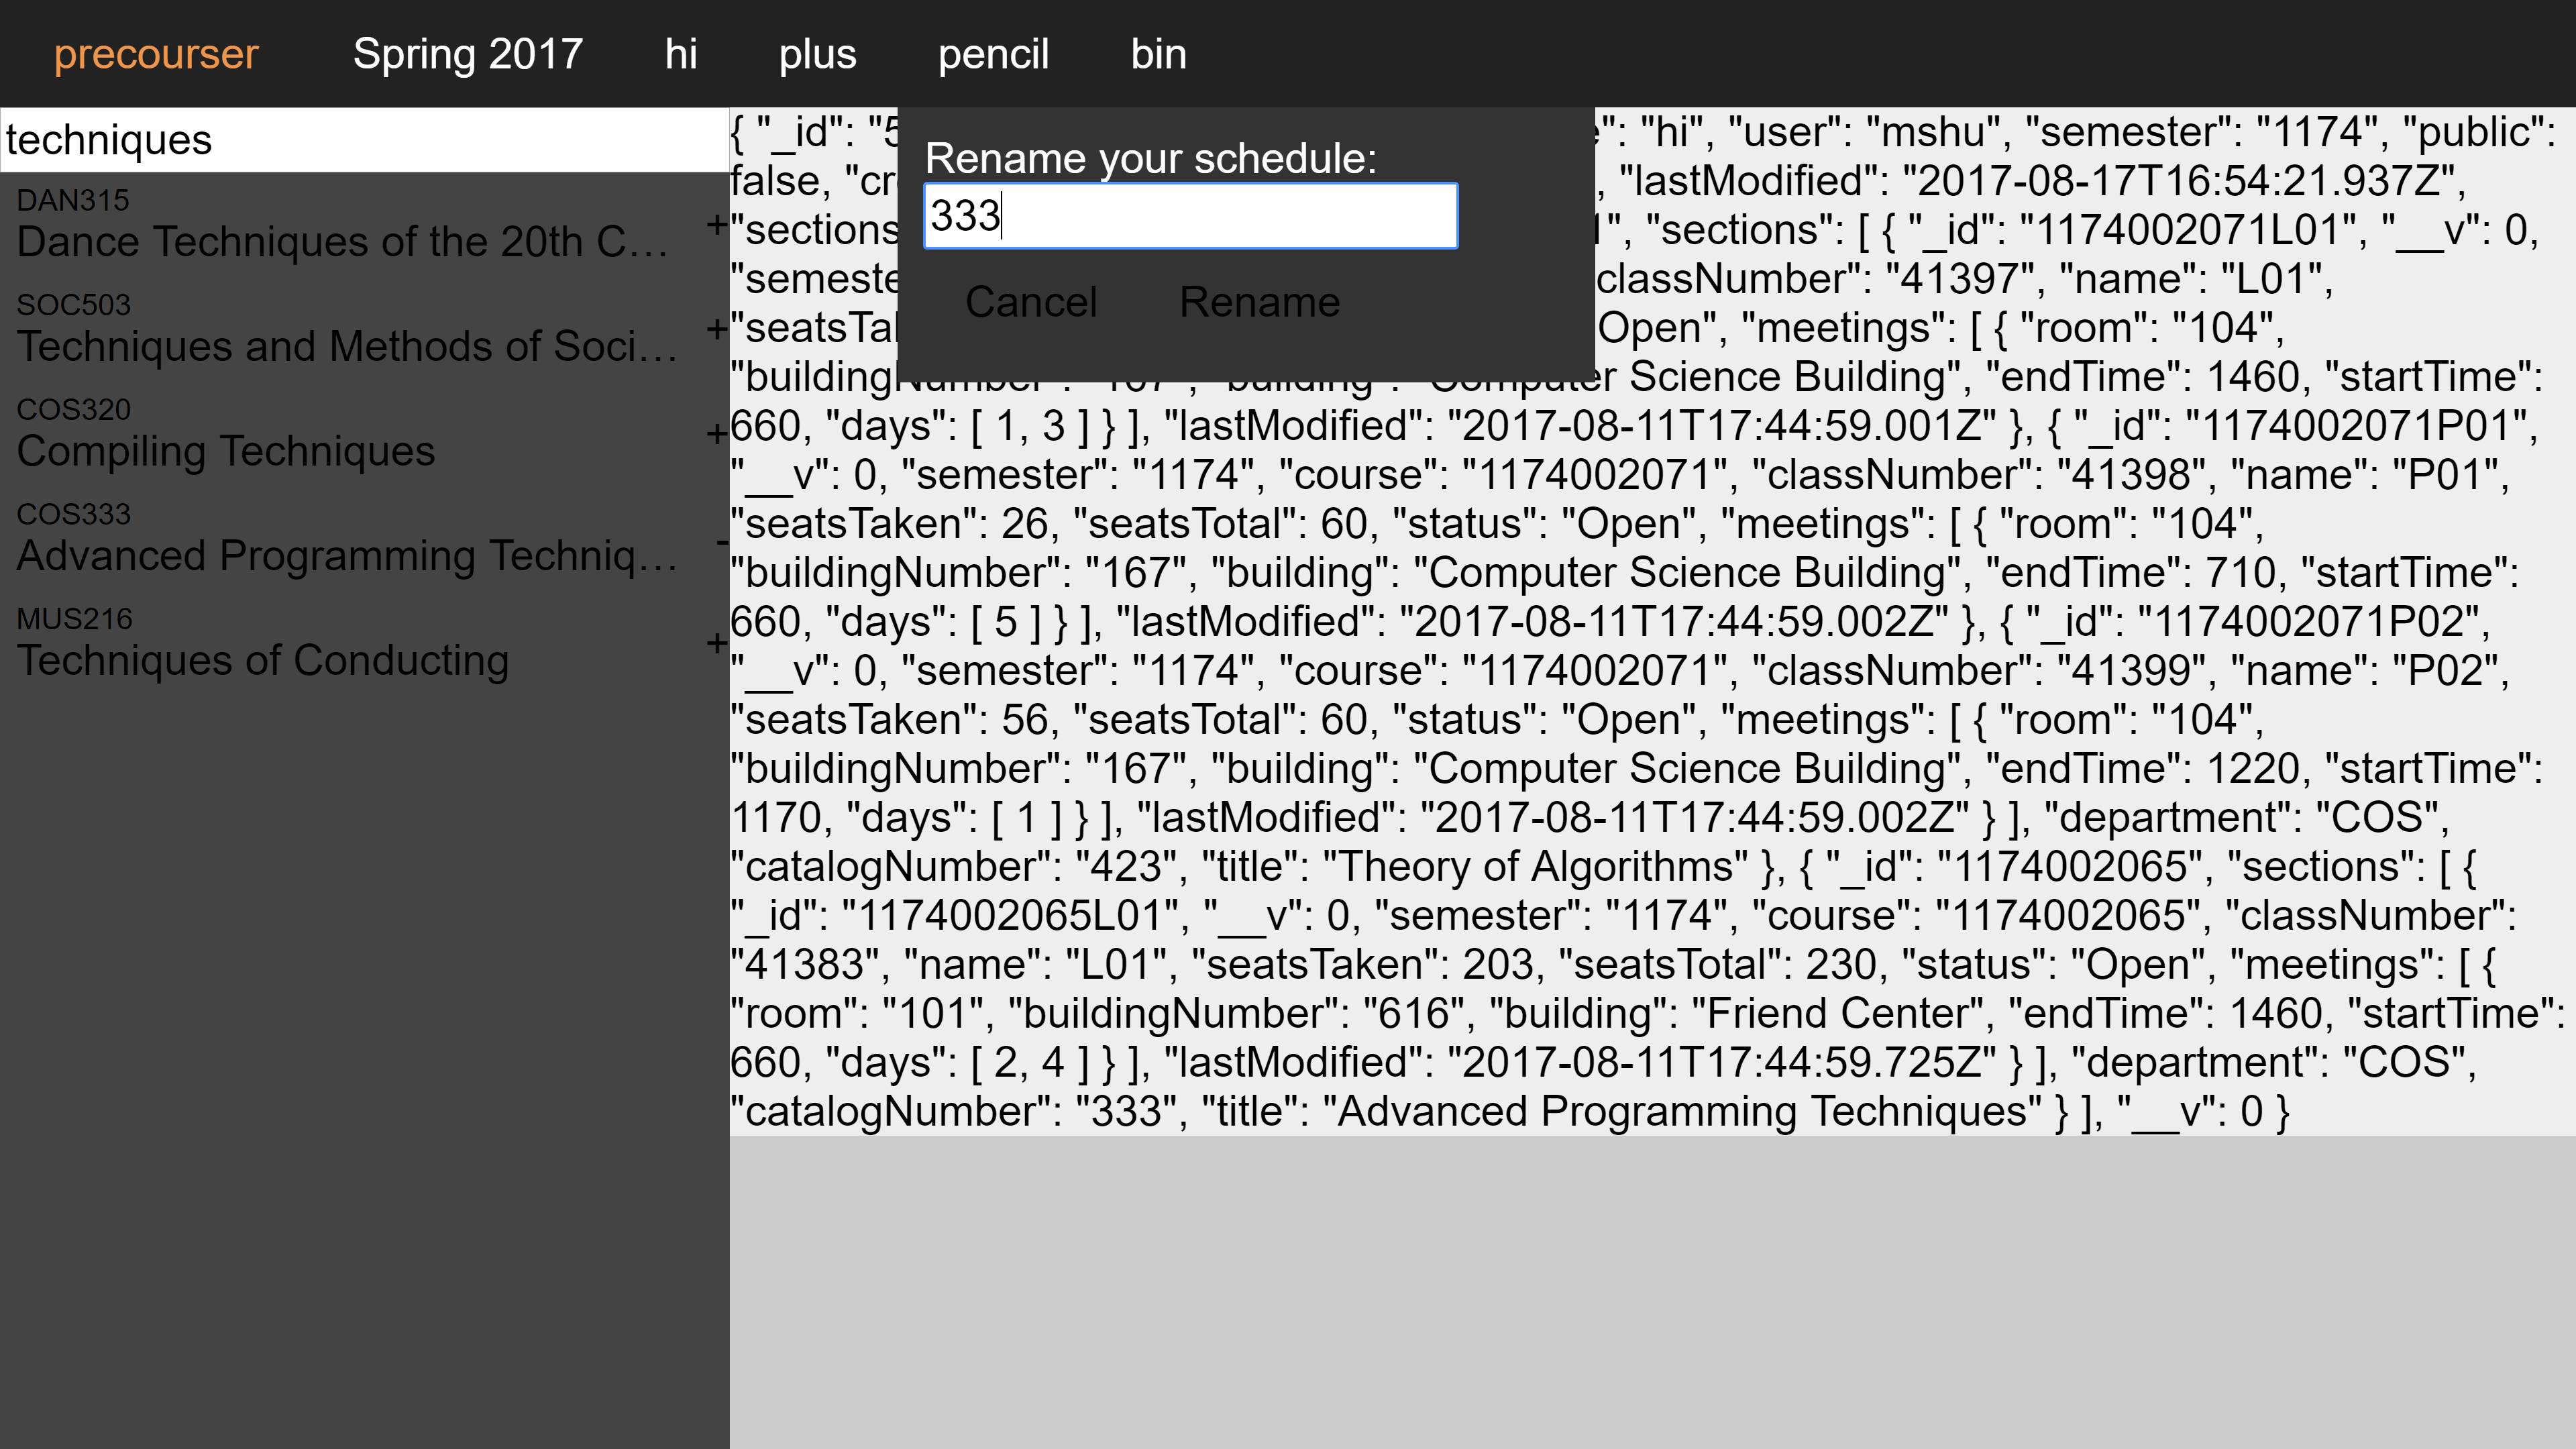 precourser Spring 2017 hi plus pencil bin
techniques
DAN315
Dance Techniques of the 20th C…
+
SOC503
Techniques and Methods of Soci…
+
COS320
Compiling Techniques
+
COS333
Advanced Programming Techniq…
-
MUS216
Techniques of Conducting
+
Rename your schedule:
333
Cancel Rename
{ "_id": "5 ": "hi", "user": "mshu", "semester": "1174", "public":
false, "cr , "lastModified": "2017-08-17T16:54:21.937Z",
"sections ", "sections": [ { "_id": "1174002071L01", "__v": 0,
"semeste classNumber": "41397", "name": "L01",
"seatsTa Open", "meetings": [ { "room": "104",
"buildingNumber": "167", "building": "Computer Science Building", "endTime": 1460, "startTime":
660, "days": [ 1, 3 ] } ], "lastModified": "2017-08-11T17:44:59.001Z" }, { "_id": "1174002071P01",
"__v": 0, "semester": "1174", "course": "1174002071", "classNumber": "41398", "name": "P01",
"seatsTaken": 26, "seatsTotal": 60, "status": "Open", "meetings": [ { "room": "104",
"buildingNumber": "167", "building": "Computer Science Building", "endTime": 710, "startTime":
660, "days": [ 5 ] } ], "lastModified": "2017-08-11T17:44:59.002Z" }, { "_id": "1174002071P02",
"__v": 0, "semester": "1174", "course": "1174002071", "classNumber": "41399", "name": "P02",
"seatsTaken": 56, "seatsTotal": 60, "status": "Open", "meetings": [ { "room": "104",
"buildingNumber": "167", "building": "Computer Science Building", "endTime": 1220, "startTime":
1170, "days": [ 1 ] } ], "lastModified": "2017-08-11T17:44:59.002Z" } ], "department": "COS",
"catalogNumber": "423", "title": "Theory of Algorithms" }, { "_id": "1174002065", "sections": [ {
"_id": "1174002065L01", "__v": 0, "semester": "1174", "course": "1174002065", "classNumber":
"41383", "name": "L01", "seatsTaken": 203, "seatsTotal": 230, "status": "Open", "meetings": [ {
"room": "101", "buildingNumber": "616", "building": "Friend Center", "endTime": 1460, "startTime":
660, "days": [ 2, 4 ] } ], "lastModified": "2017-08-11T17:44:59.725Z" } ], "department": "COS",
"catalogNumber": "333", "title": "Advanced Programming Techniques" } ], "__v": 0 }